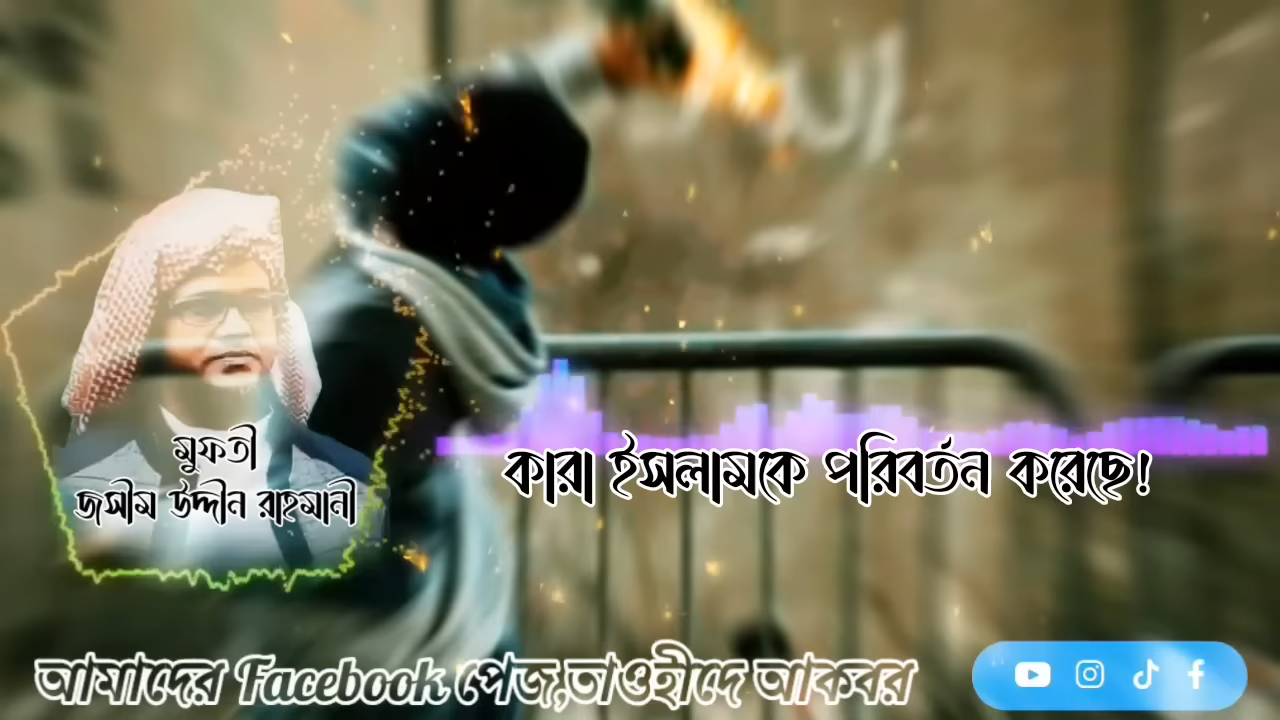 মুফতী
জসীম উদ্দীন রাহমানী
কারা ইসলামকে পরিবর্তন করেছে!
আমাদের Facebook পেজ,তাওহীদে আকবর